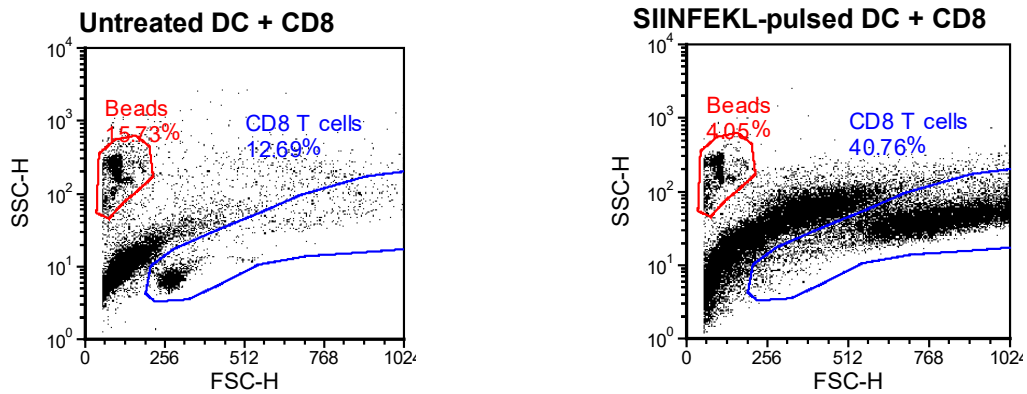 Untreated DC + CD8
SIINFEKL-pulsed DC + CD8
10^4
10^3
10^2
10^1
10^0
SSC-H
Beads
15.73%
CD8 T cells
12.69%
0
256
512
768
1024
FSC-H
10^4
10^3
10^2
10^1
10^0
SSC-H
Beads
4.05%
CD8 T cells
40.76%
0
256
512
768
1024
FSC-H